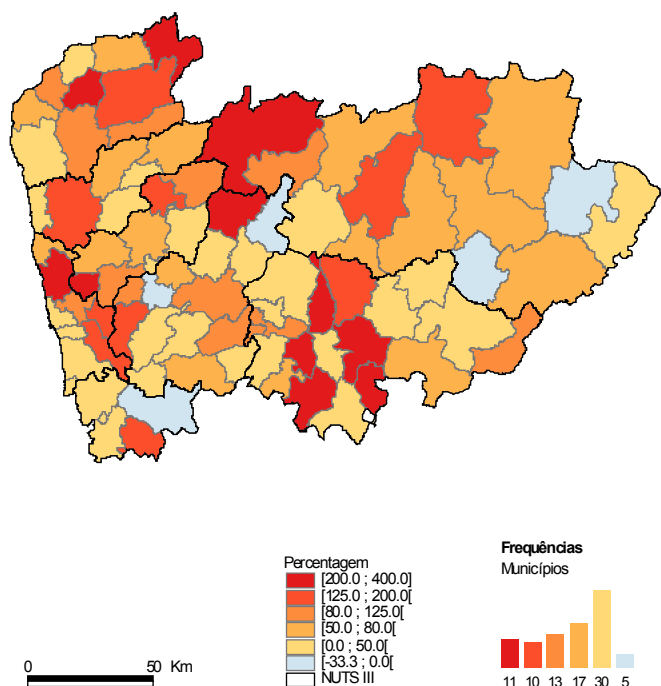 Percentagem
[200.0 ; 400.0]
[125.0 ; 200.0[
[80.0 ; 125.0[
[50.0 ; 80.0[
[0.0 ; 50.0[
[-33.3 ; 0.0[
NUTS III
Frequências
Municípios
11 10 13 17 30 5
0 50 Km